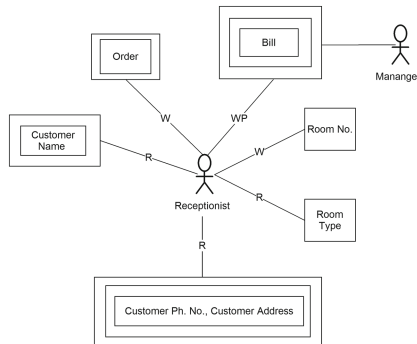 Bill
Order
Manange
W
WP
Customer
Name
Room No.
R
W
Receptionist
R
Room
Type
R
Customer Ph. No., Customer Address